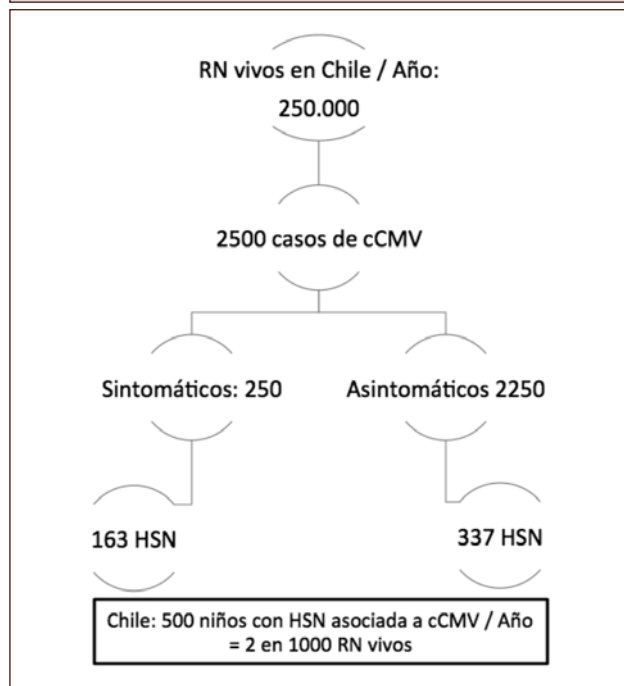 RN vivos en Chile / Año:
250.000
2500 casos de cCMV
Sintomáticos: 250
Asintomáticos 2250
163 HSN
337 HSN
Chile: 500 niños con HSN asociada a cCMV / Año
= 2 en 1000 RN vivos